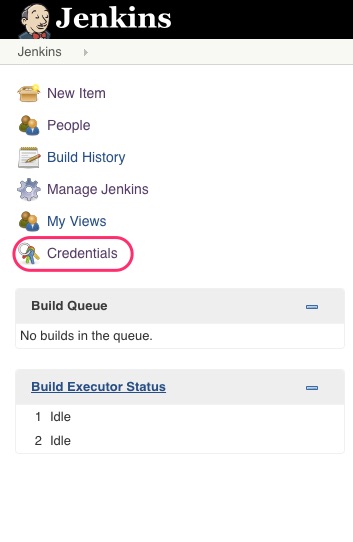 Jenkins
Jenkins
New Item
People
Build History
Manage Jenkins
My Views
Credentials
Build Queue
No builds in the queue.
Build Executor Status
1 Idle
2 Idle